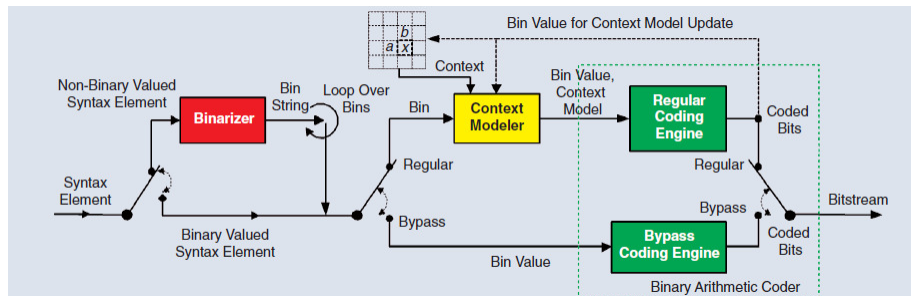 Bin Value for Context Model Update
b
a x
Context
Non-Binary Valued
Syntax Element
Binarizer
Bin
String
Loop Over
Bins
Bin
Context
Modeler
Bin Value,
Context
Model
Regular
Coding
Engine
Coded
Bits
Regular
Regular
Syntax
Element
Bypass
Bypass
Bitstream
Binary Valued
Syntax Element
Bin Value
Bypass
Coding Engine
Coded
Bits
Binary Arithmetic Coder